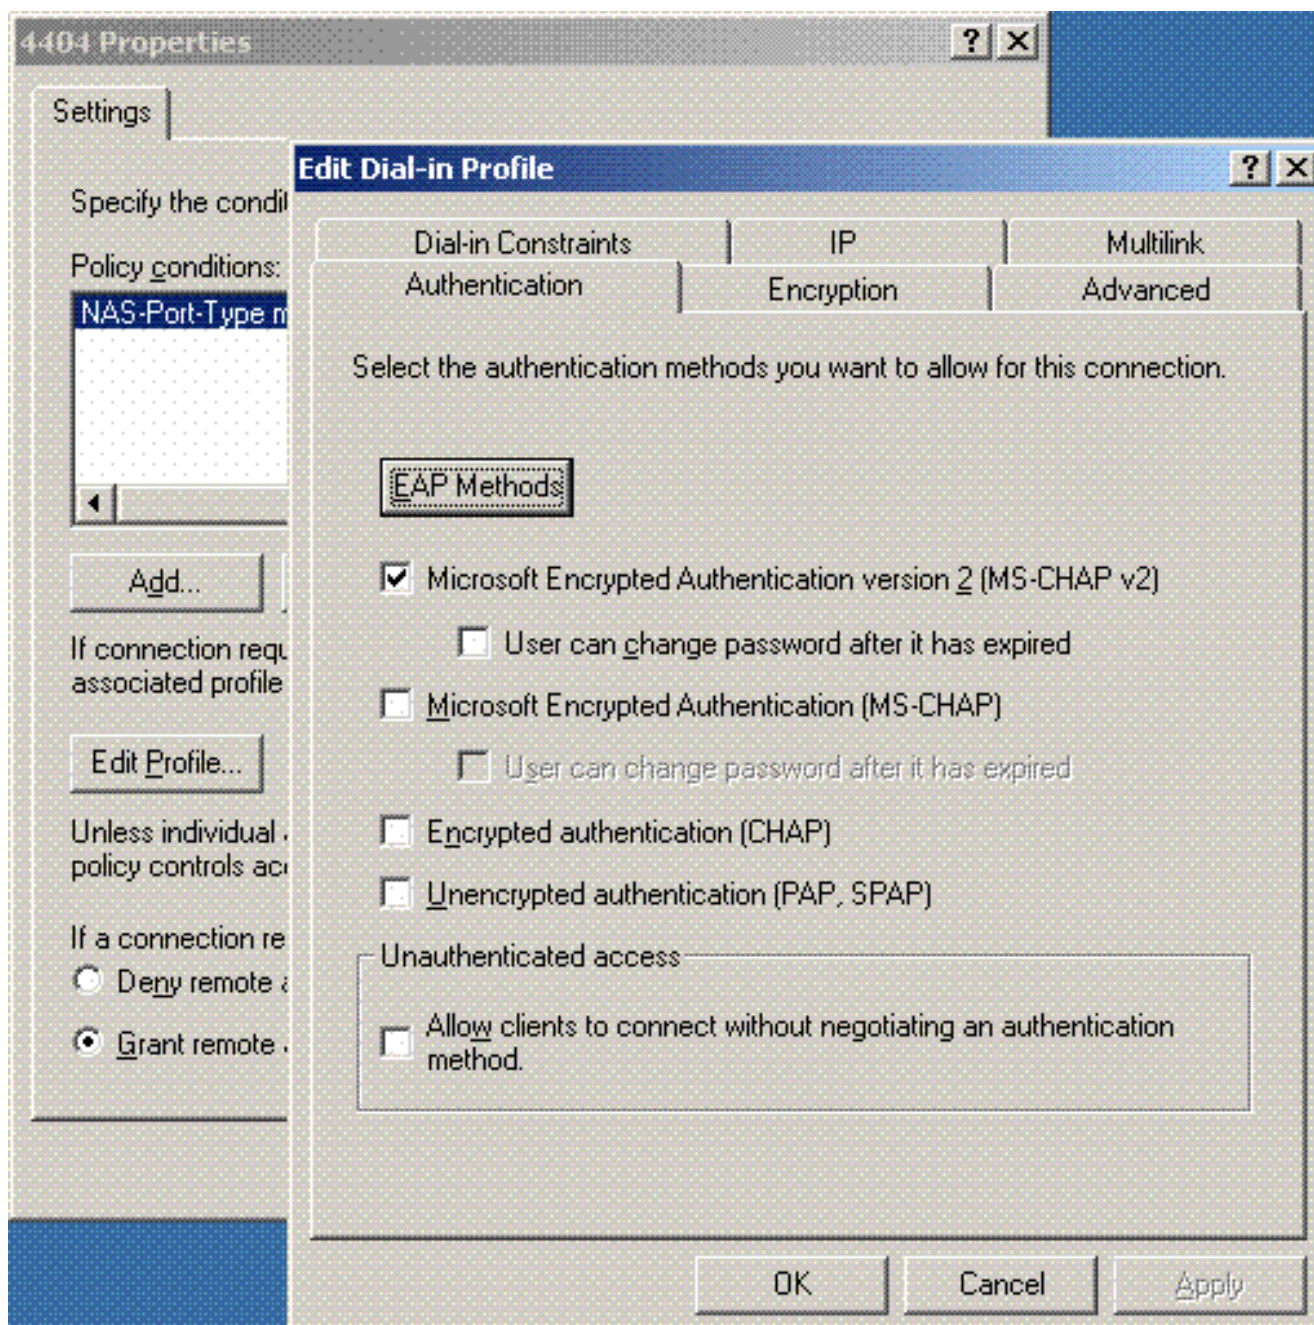 4404 Properties
Settings
Specify the condi
Policy conditions:
NAS-Port-Type
Add...
If connection requ
associated profile
Edit Profile...
Unless individual
policy controls acc
If a connection re
Deny remote a
Grant remote
Edit Dial-in Profile
Dial-in Constraints IP Multilink
Authentication Encryption Advanced
Select the authentication methods you want to allow for this connection.
EAP Methods
Microsoft Encrypted Authentication version 2 (MS-CHAP v2)
User can change password after it has expired
Microsoft Encrypted Authentication (MS-CHAP)
User can change password after it has expired
Encrypted authentication (CHAP)
Unencrypted authentication (PAP, SPAP)
Unauthenticated access
Allow clients to connect without negotiating an authentication
method.
OK Cancel Apply